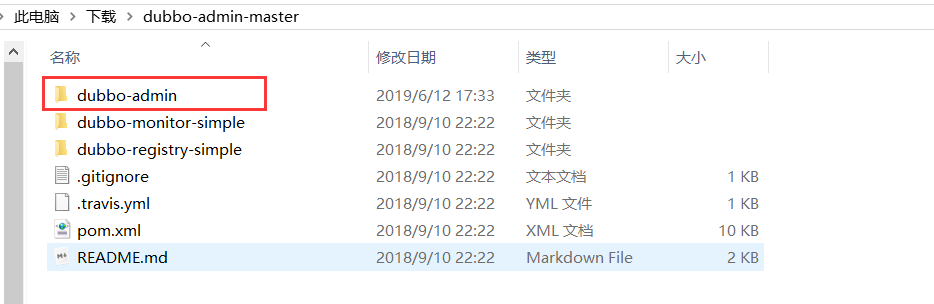 此电脑 > 下载 > dubbo-admin-master
名称 修改日期 类型 大小
dubbo-admin 2019/6/12 17:33 文件夹
dubbo-monitor-simple 2018/9/10 22:22 文件夹
dubbo-registry-simple 2018/9/10 22:22 文件夹
.gitignore 2018/9/10 22:22 文本文档 1 KB
.travis.yml 2018/9/10 22:22 YML 文件 1 KB
pom.xml 2018/9/10 22:22 XML 文档 10 KB
README.md 2018/9/10 22:22 Markdown File 2 KB